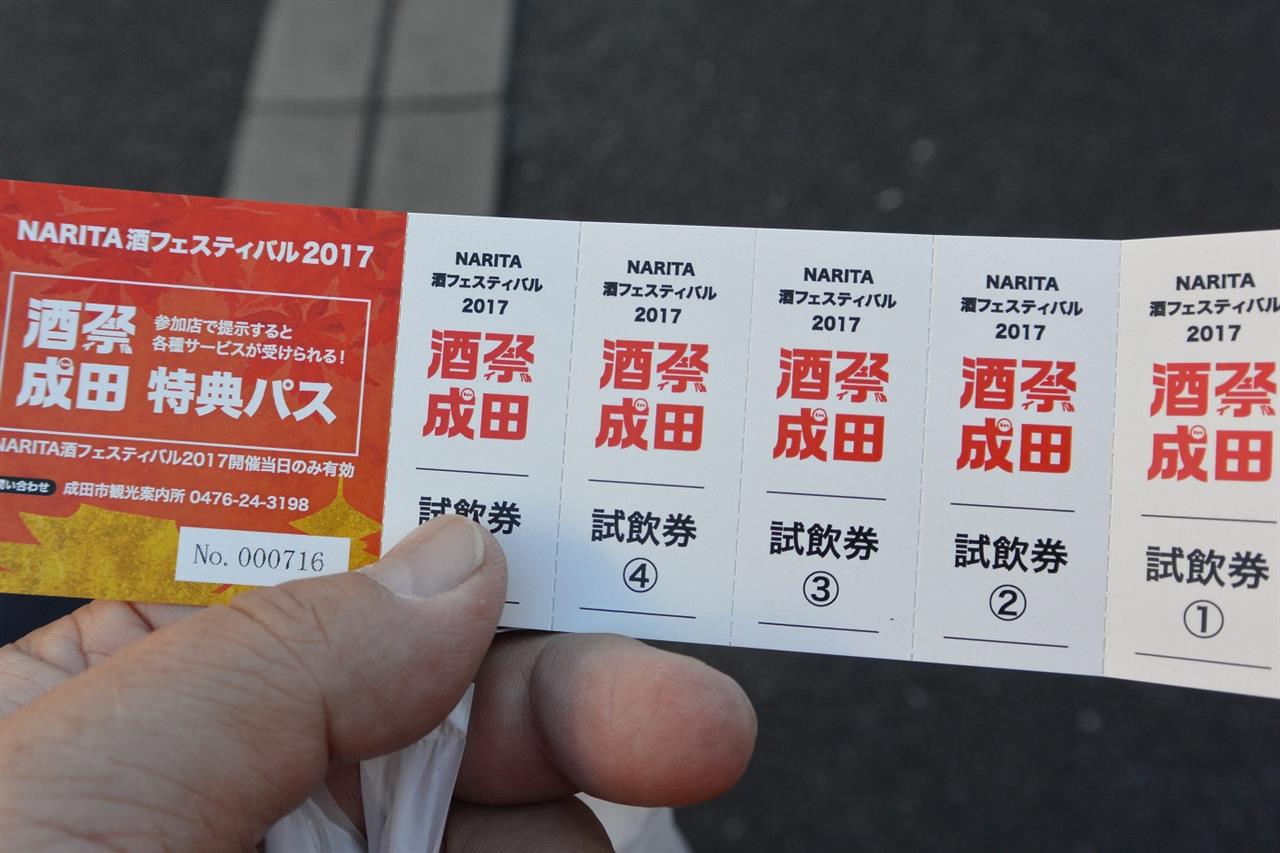 NARITA酒フェスティバル2017
酒祭
成田
参加店で提示すると
各種サービスが受けられる!
特典パス
NARITA酒フェスティバル2017開催当日のみ有効
問い合わせ 成田市観光案内所 0476-24-3198
No. 000716
NARITA
酒フェスティバル
2017
酒祭
成田
試飲券
NARITA
酒フェスティバル
2017
酒祭
成田
試飲券
④
NARITA
酒フェスティバル
2017
酒祭
成田
試飲券
③
NARITA
酒フェスティバル
2017
酒祭
成田
試飲券
②
NARITA
酒フェスティバル
2017
酒祭
成田
試飲券
①